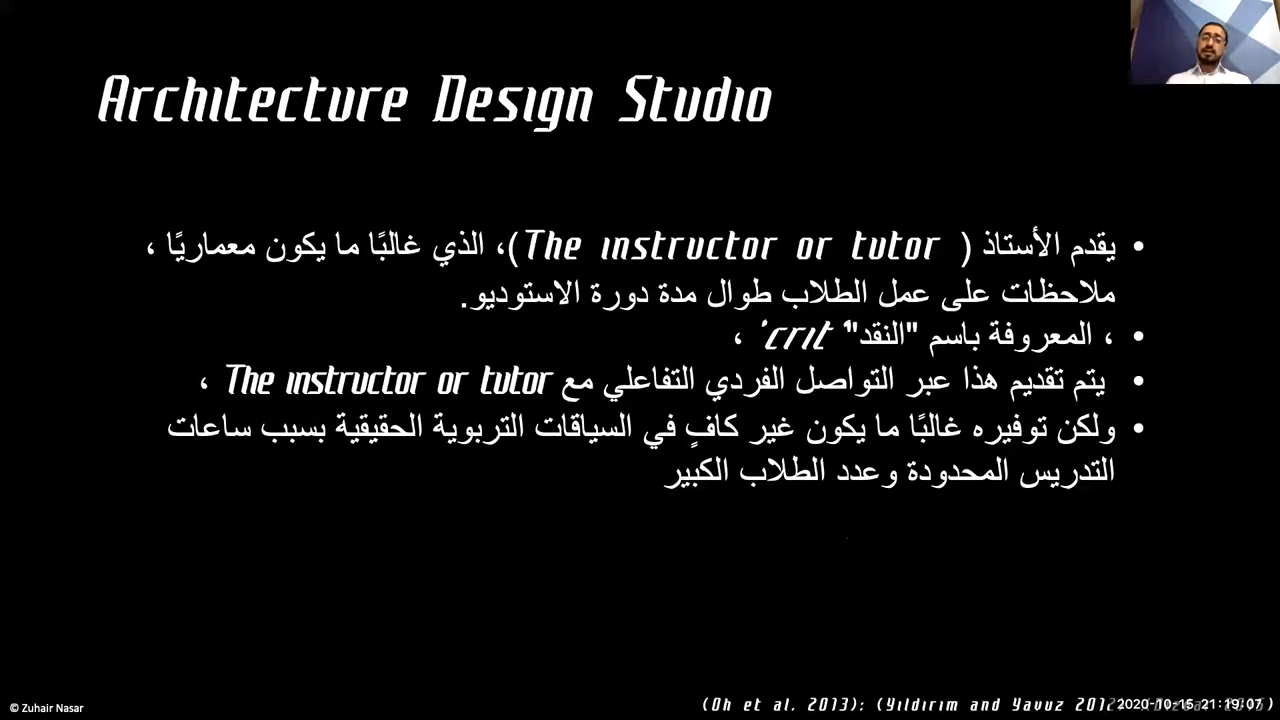 Architecture Design Studio
• يقدم الأستاذ ( The instructor or tutor)، الذي غالبًا ما يكون معماريًا ،
ملاحظات على عمل الطلاب طوال مدة دورة الاستوديو.
• ، المعروفة باسم "النقد" 'crit' ،
• يتم تقديم هذا عبر التواصل الفردي التفاعلي مع The instructor or tutor ،
• ولكن توفيره غالبًا ما يكون غير كافٍ في السياقات التربوية الحقيقية بسبب ساعات
التدريس المحدودة وعدد الطلاب الكبير
© Zuhair Nasar
(Oh et al. 2013): (Yıldırım and Yavuz 2012
2020-10-15 21:19:07